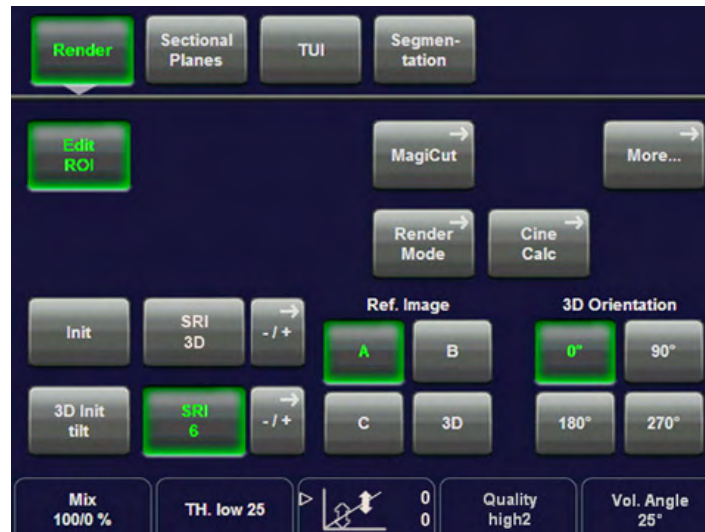 Render
Sectional
Planes
TUI
Segmen-
tation
Edit
ROI
MagiCut
More...
Render
Mode
Cine
Calc
Ref. Image
3D Orientation
Init
SRI
3D
- / +
A
B
0°
90°
3D Init
tilt
SRI
6
- / +
C
3D
180°
270°
Mix
100/0 %
TH. low 25
0
0
Quality
high2
Vol. Angle
25°